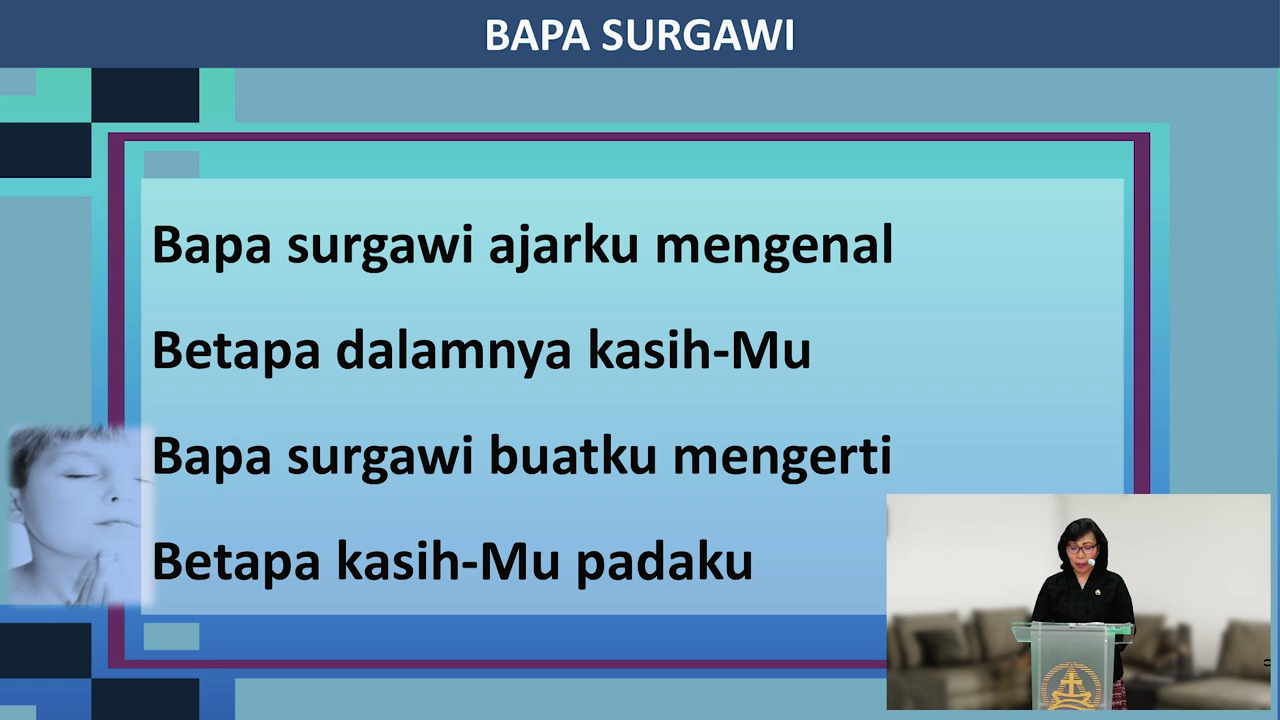 BAPA SURGAWI
Bapa surgawi ajarku mengenal
Betapa dalamnya kasih-Mu
Bapa surgawi buatku mengerti
Betapa kasih-Mu padaku